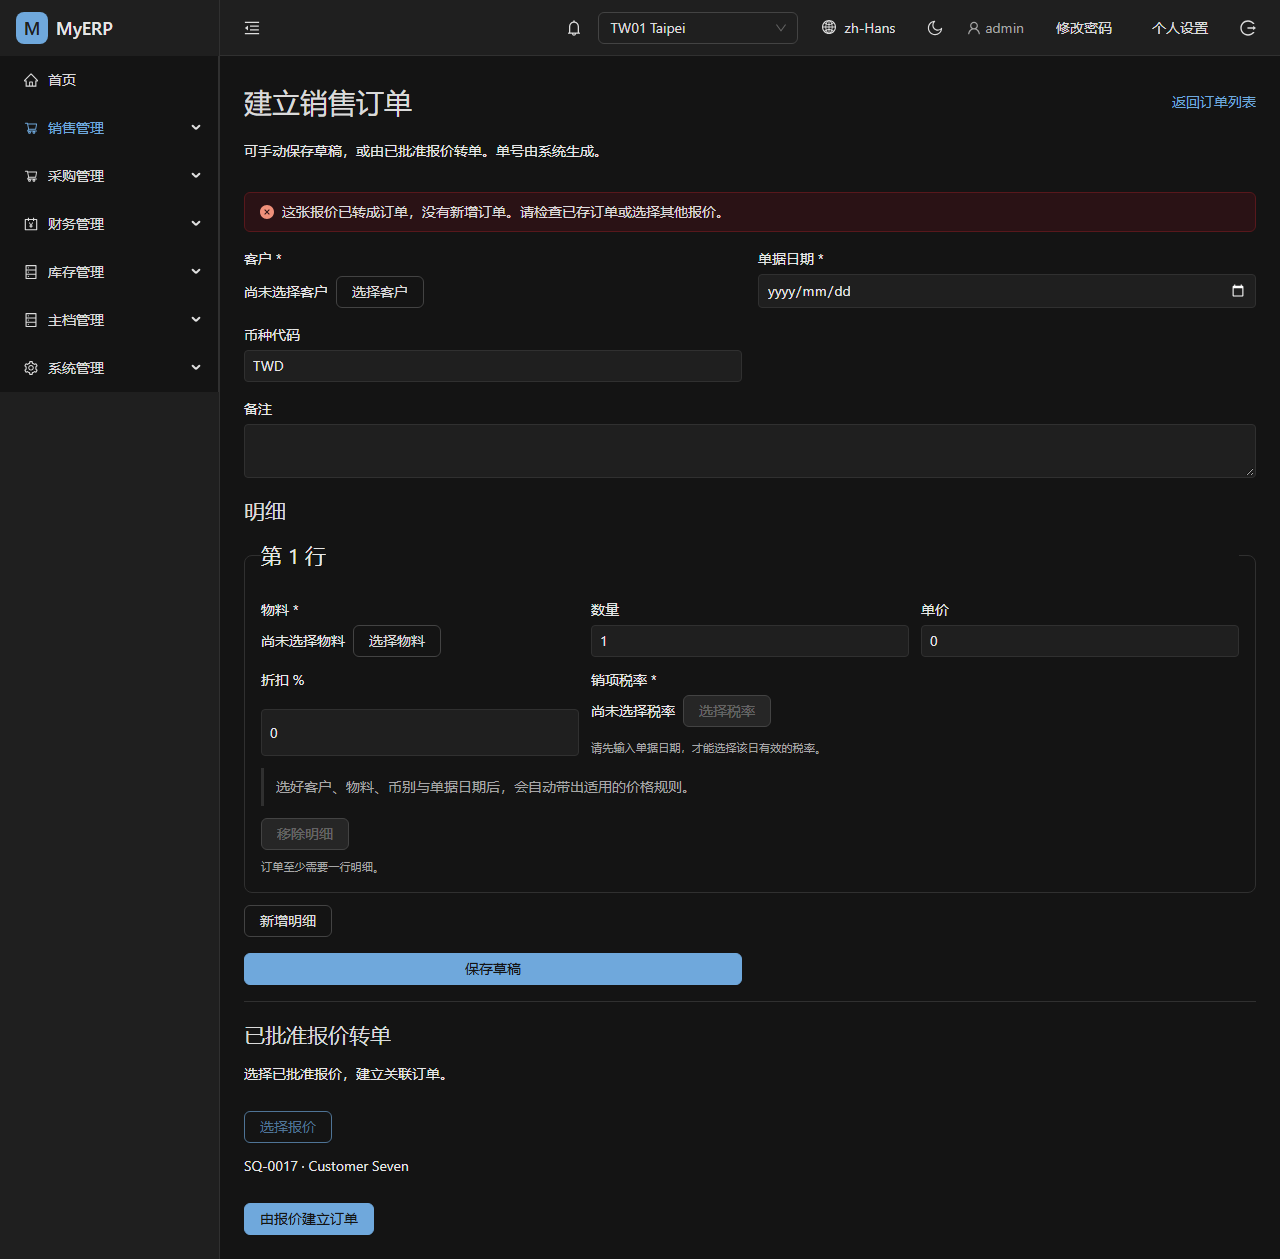 M MyERP
TW01 Taipei
zh-Hans
admin
修改密码
个人设置
首页
销售管理
采购管理
财务管理
库存管理
主档管理
系统管理
建立销售订单
返回订单列表
可手动保存草稿，或由已批准报价转单。单号由系统生成。
这张报价已转成订单，没有新增订单。请检查已存订单或选择其他报价。
客户 *
单据日期 *
尚未选择客户 选择客户
yyyy/mm/dd
币种代码
TWD
备注
明细
第 1 行
物料 *
数量
单价
尚未选择物料 选择物料
1
0
折扣 %
销项税率 *
0
尚未选择税率 选择税率
请先输入单据日期，才能选择该日有效的税率。
选好客户、物料、币别与单据日期后，会自动带出适用的价格规则。
移除明细
订单至少需要一行明细。
新增明细
保存草稿
已批准报价转单
选择已批准报价，建立关联订单。
选择报价
SQ-0017 · Customer Seven
由报价建立订单